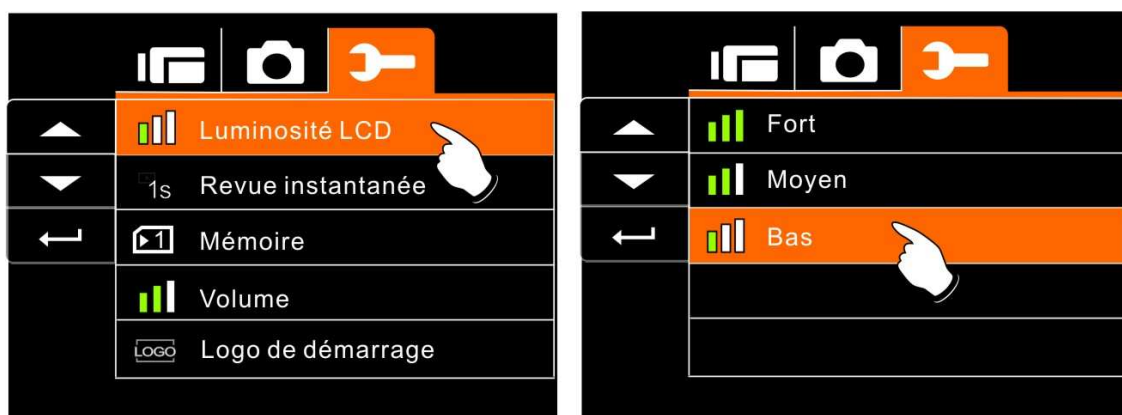 Luminosité LCD
1s Revue instantanée
1 Mémoire
Volume
LOGO Logo de démarrage
Fort
Moyen
Bas